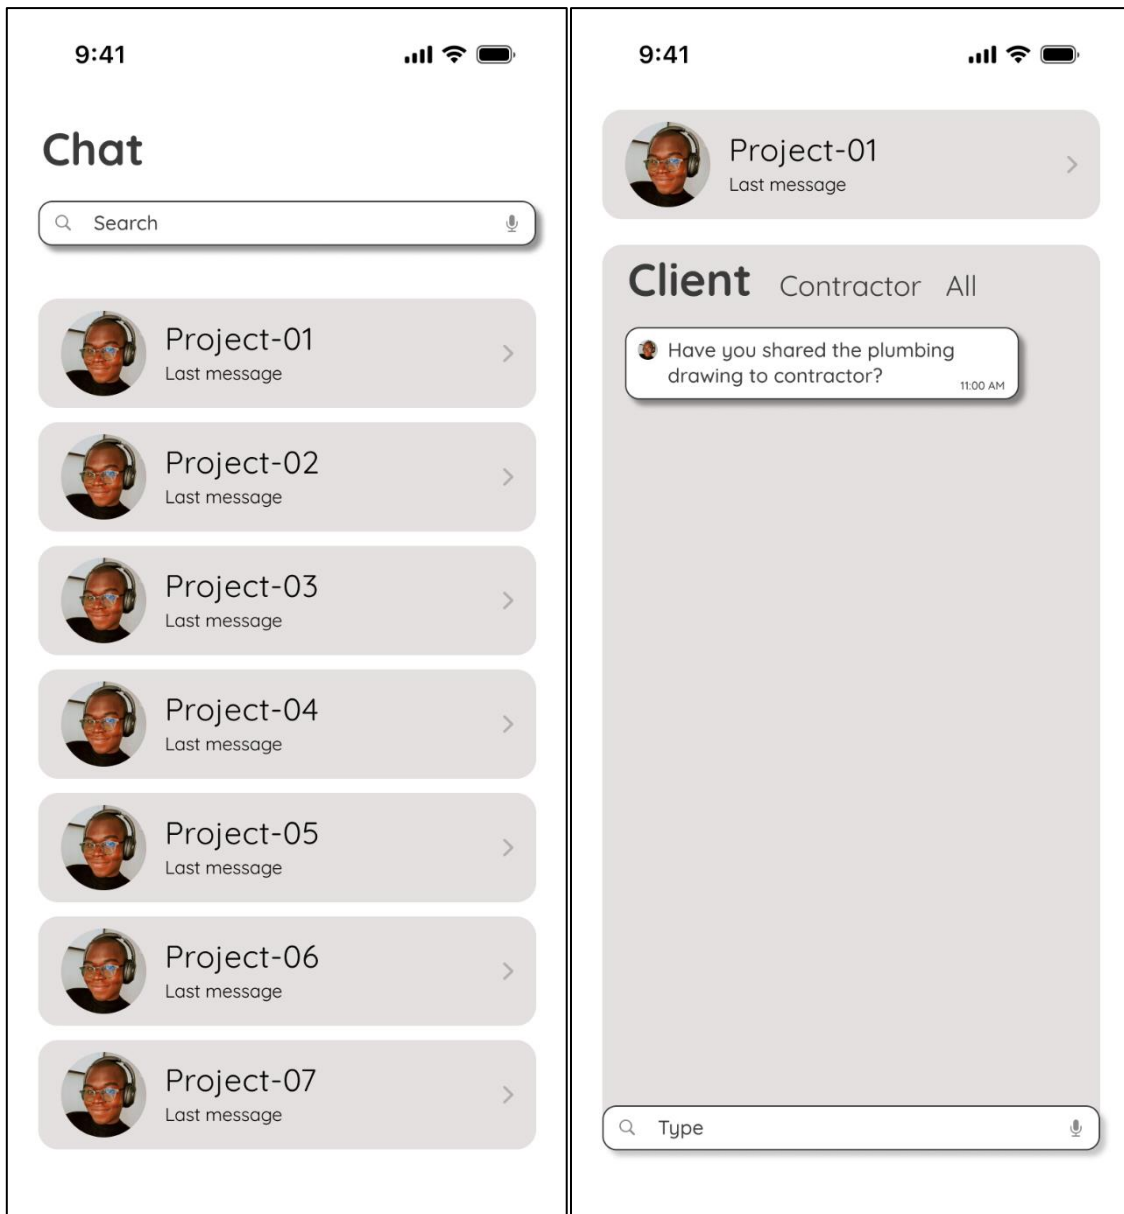 9:41
Chat
Search
Project-01
Last message
Project-02
Last message
Project-03
Last message
Project-04
Last message
Project-05
Last message
Project-06
Last message
Project-07
Last message
9:41
Project-01
Last message
Client Contractor All
Have you shared the plumbing
drawing to contractor?
11:00 AM
Type